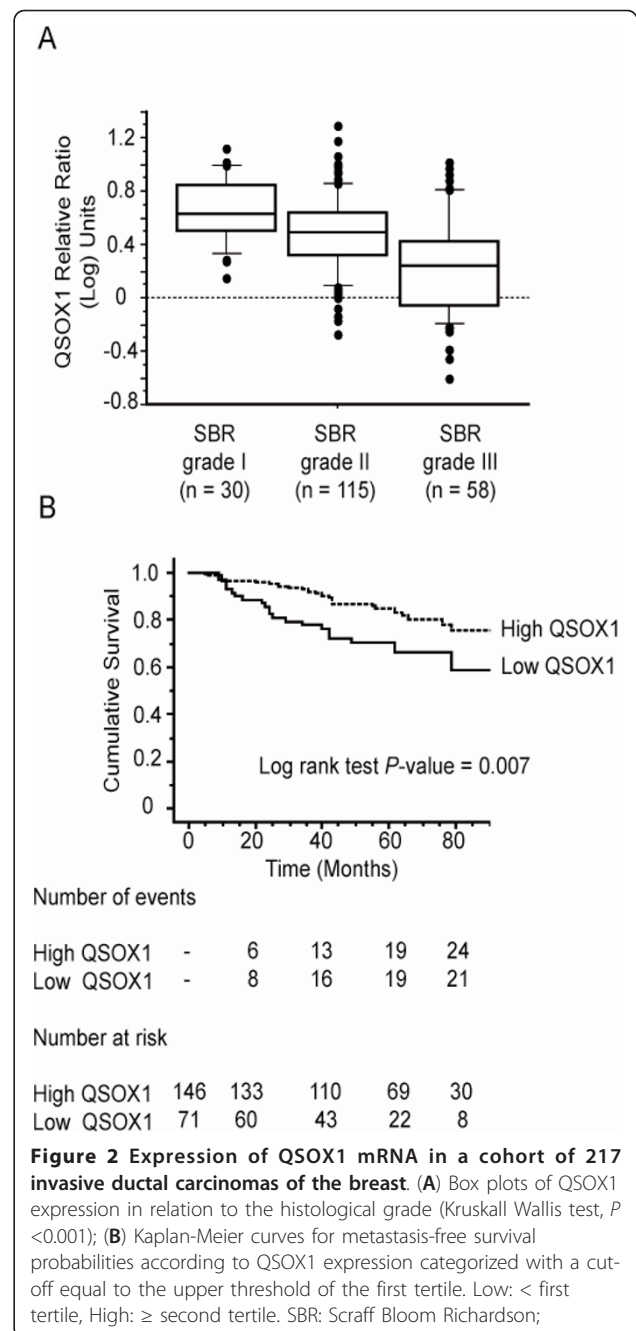 A
QSOX1 Relative Ratio
(Log) Units
1.2
0.8
0.4
0
-0.4
-0.8
SBR SBR SBR
grade I grade II grade III
(n = 30) (n = 115) (n = 58)
B
Cumulative Survival
1.0
0.8
0.6
0.4
0.2
0
High QSOX1
Low QSOX1
Log rank test P-value = 0.007
0 20 40 60 80
Time (Months)
Number of events
High QSOX1 - 6 13 19 24
Low QSOX1 - 8 16 19 21
Number at risk
High QSOX1 146 133 110 69 30
Low QSOX1 71 60 43 22 8
Figure 2 Expression of QSOX1 mRNA in a cohort of 217
invasive ductal carcinomas of the breast. (A) Box plots of QSOX1
expression in relation to the histological grade (Kruskall Wallis test, P
<0.001); (B) Kaplan-Meier curves for metastasis-free survival
probabilities according to QSOX1 expression categorized with a cut-
off equal to the upper threshold of the first tertile. Low: < first
tertile, High: ≥ second tertile. SBR: Scraff Bloom Richardson;